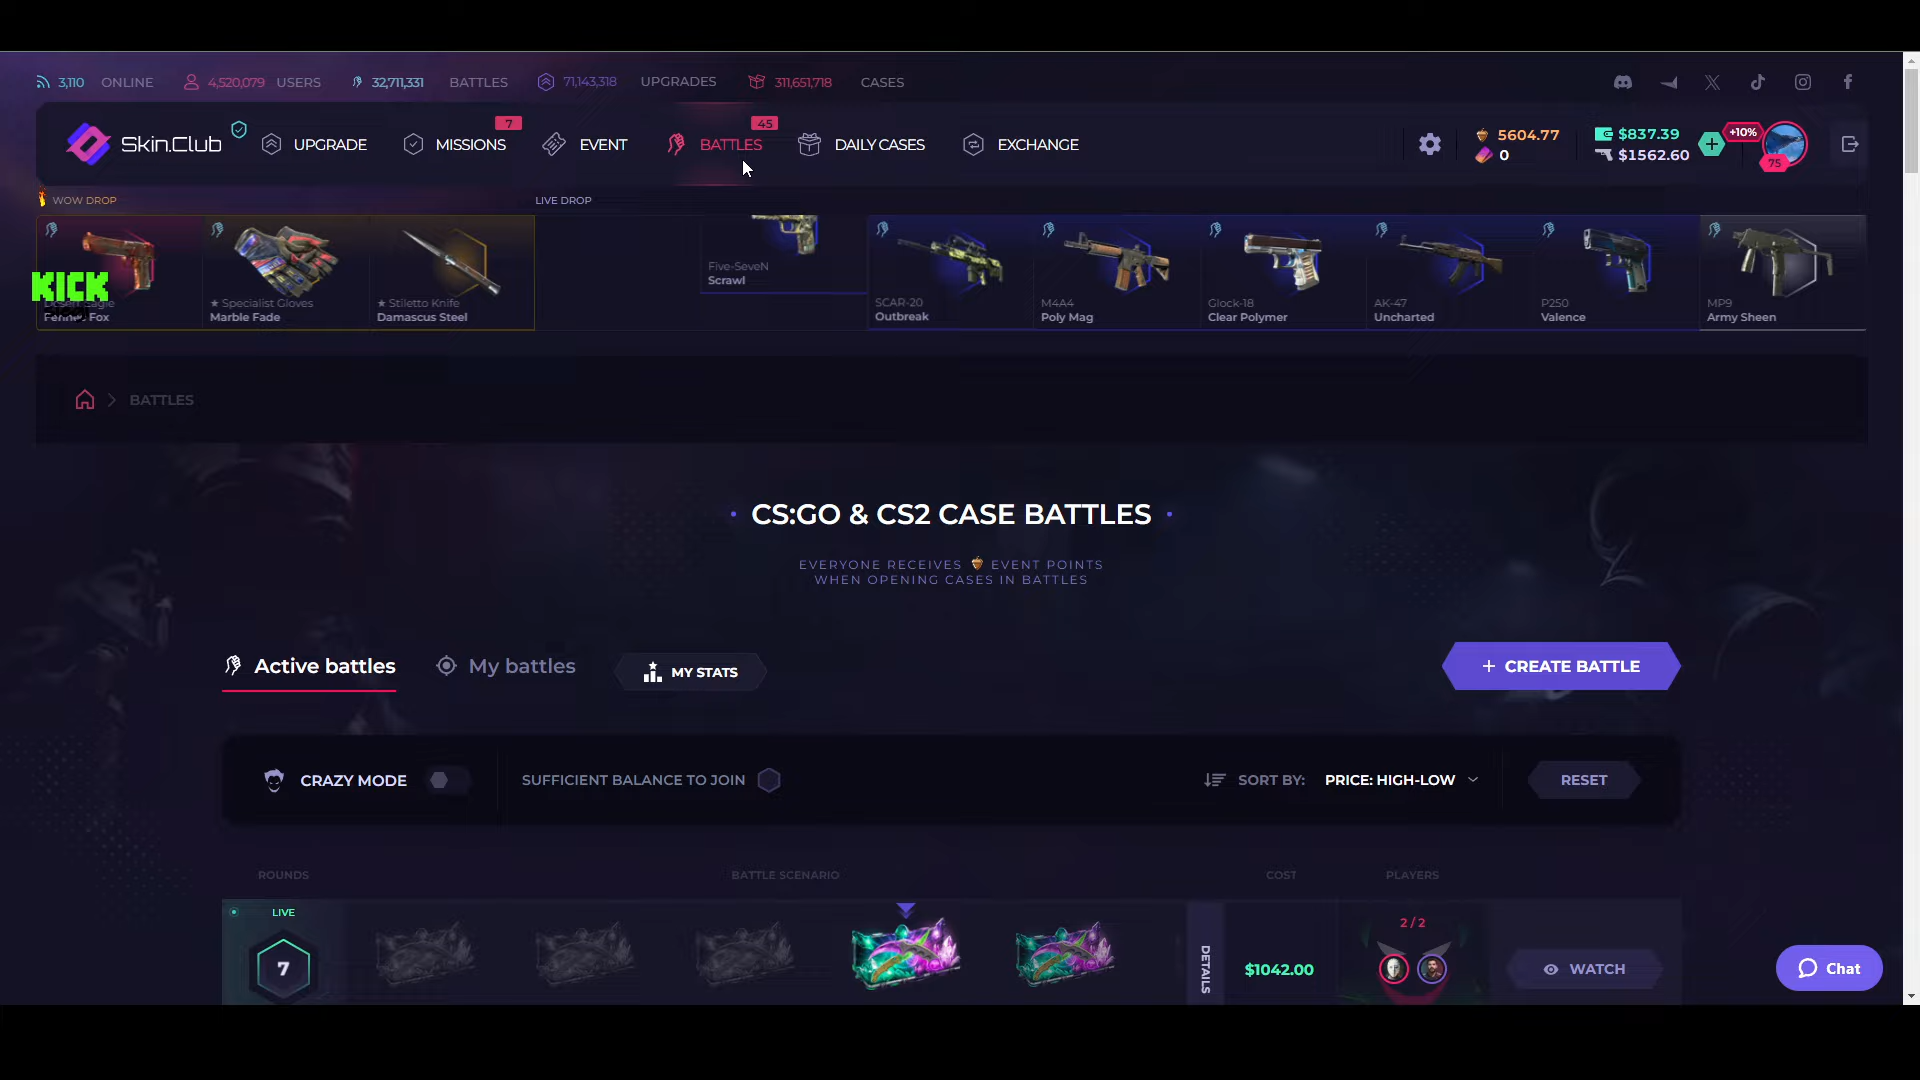 3,110 ONLINE 4,520,079 USERS 32,711,331 BATTLES 71,143,318 UPGRADES 311,651,718 CASES
Skin.Club UPGRADE MISSIONS 7 EVENT BATTLES 45 DAILY CASES EXCHANGE
5604.77
0
$837.39
$1562.60
+10%
75
WOW DROP
LIVE DROP
KICK
Desert Eagle
Fennec Fox
★ Specialist Gloves
Marble Fade
★ Stiletto Knife
Damascus Steel
Five-SeveN
Scrawl
SCAR-20
Outbreak
M4A4
Poly Mag
Glock-18
Clear Polymer
AK-47
Uncharted
P250
Valence
MP9
Army Sheen
BATTLES
CS:GO & CS2 CASE BATTLES
EVERYONE RECEIVES EVENT POINTS
WHEN OPENING CASES IN BATTLES
Active battles My battles MY STATS + CREATE BATTLE
CRAZY MODE SUFFICIENT BALANCE TO JOIN SORT BY: PRICE: HIGH-LOW RESET
ROUNDS BATTLE SCENARIO COST PLAYERS
LIVE
7
DETAILS
$1042.00
2 / 2
WATCH
Chat